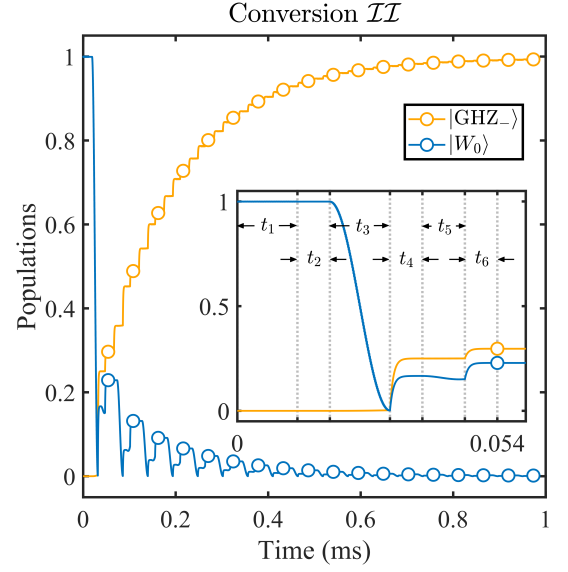 Conversion 𝓘𝓘
1
0.8
0.6
0.4
0.2
0
Populations
|GHZ₋⟩
|W₀⟩
1
0.5
0
t₁ t₃ t₅
t₂ t₄ t₆
0 0.054
0 0.2 0.4 0.6 0.8 1
Time (ms)